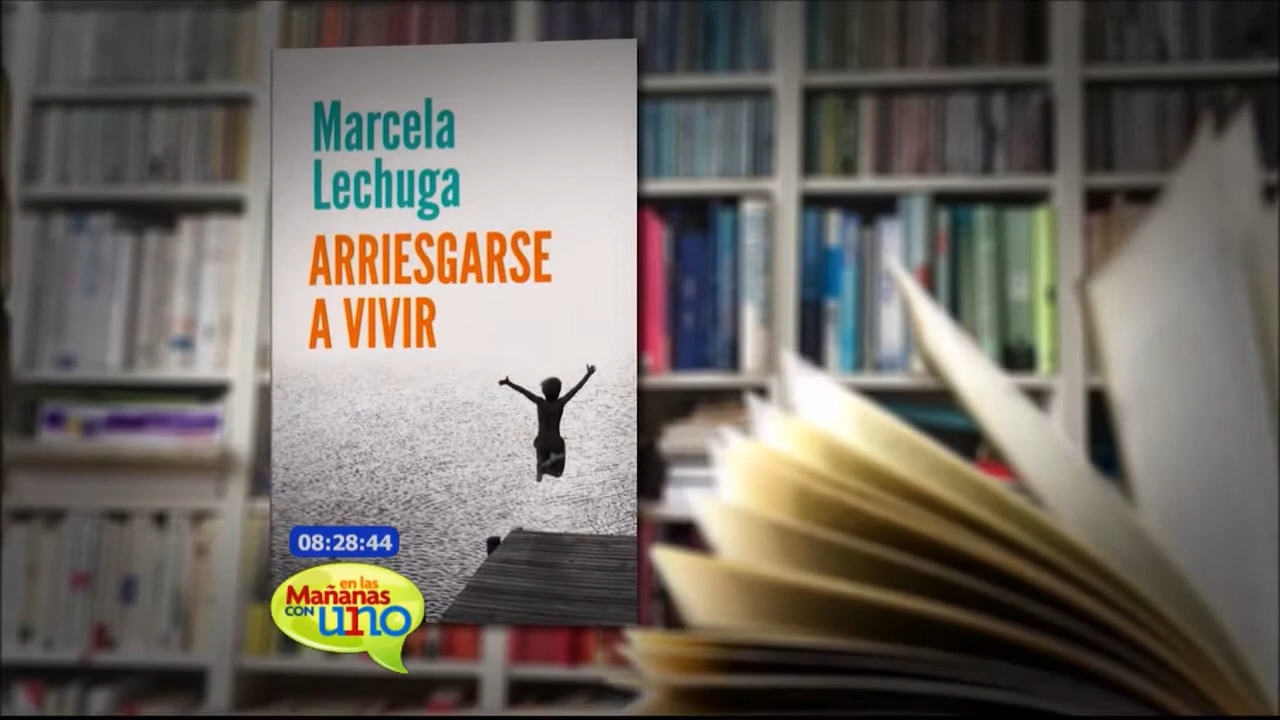 Marcela
Lechuga
ARRIESGARSE
A VIVIR
08:28:44
en las
Mañanas
CON uno